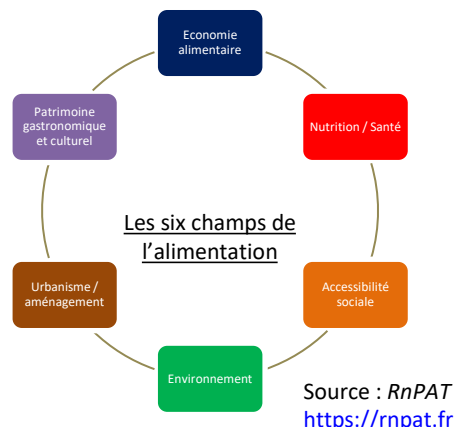 Economie
alimentaire
Patrimoine
gastronomique
et culturel
Nutrition / Santé
Les six champs de
l’alimentation
Urbanisme /
aménagement
Accessibilité
sociale
Environnement
Source : RnPAT
https://rnpat.fr